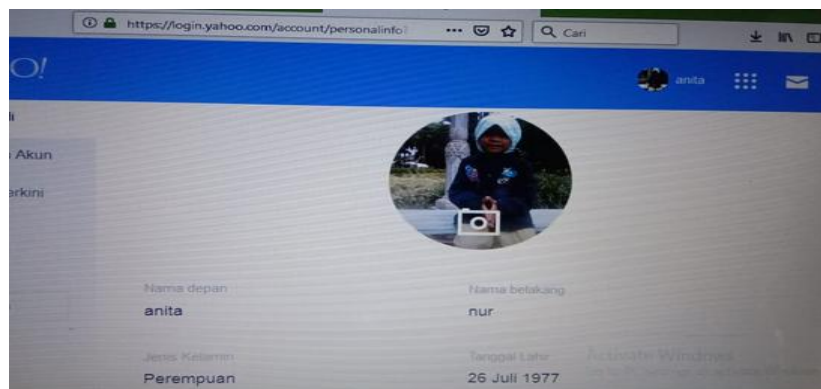 https://login.yahoo.com/account/personalinfo
Cari
O!
anita
Akun
erkini
Nama depan
Nama belakang
anita
nur
Jenis Kelamin
Tanggal Lahir
Perempuan
26 Juli 1977
Activate Windows